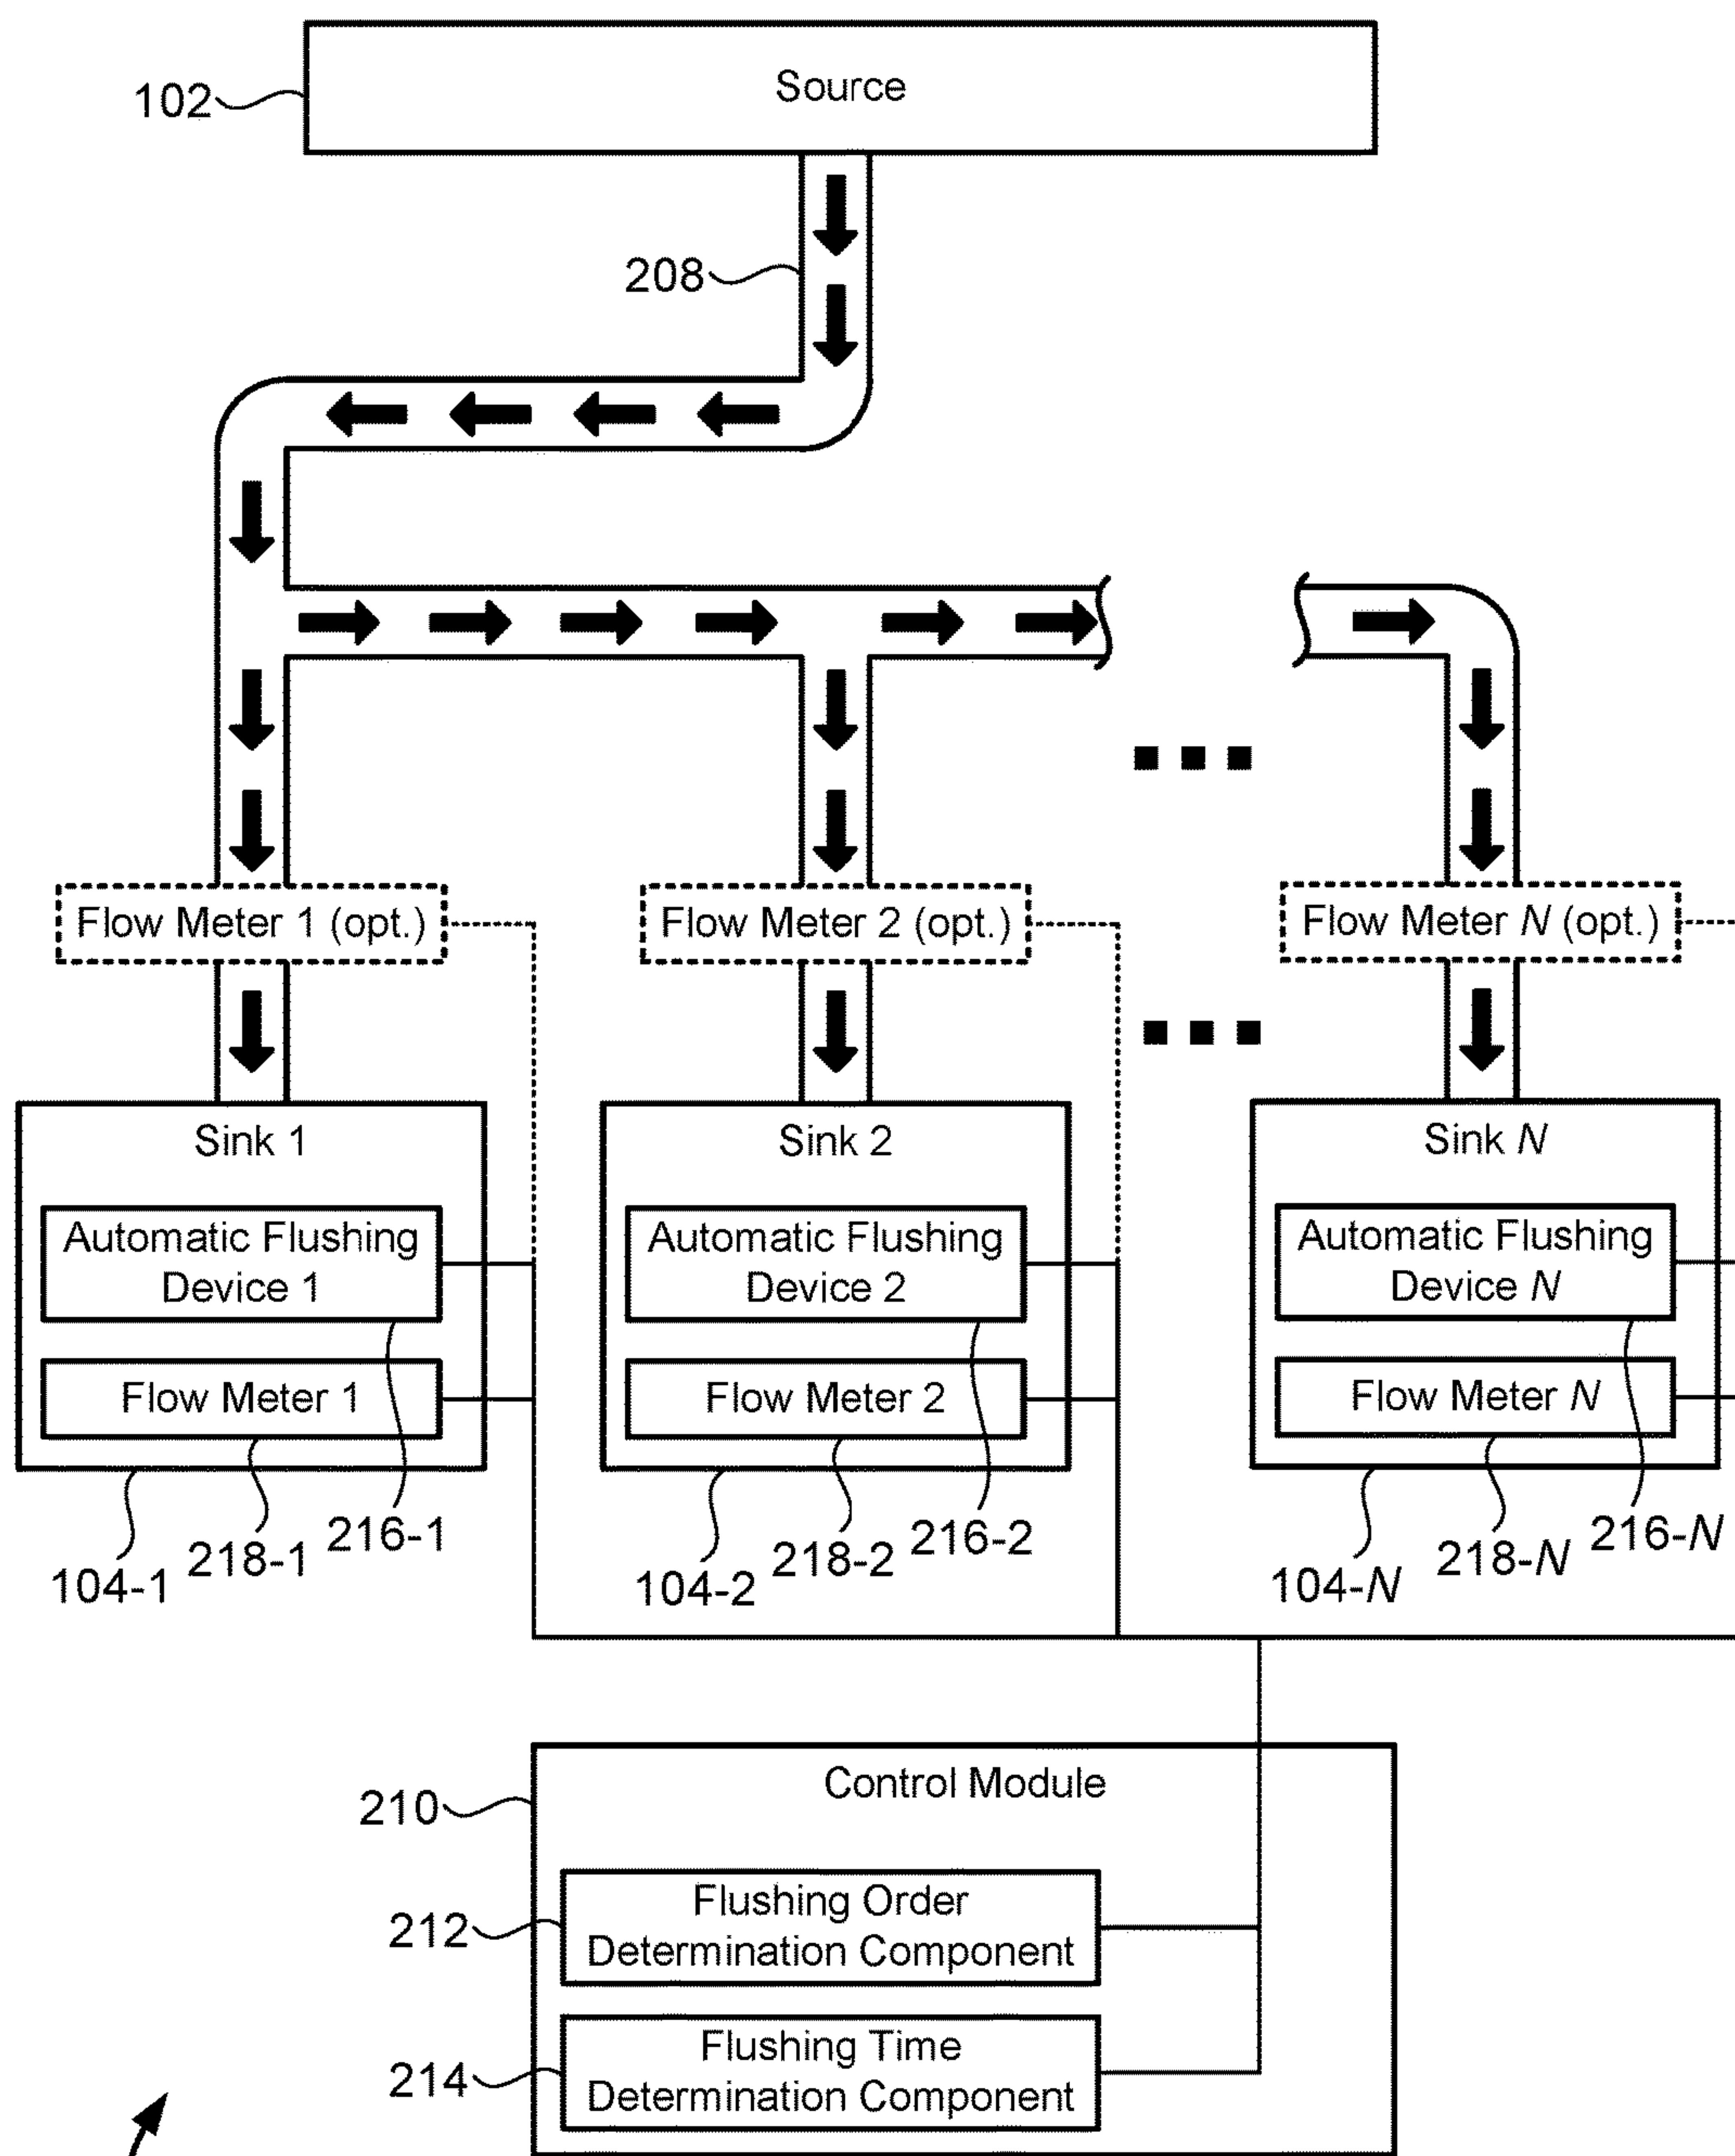 Source
102
208
Flow Meter 1 (opt.)
Flow Meter 2 (opt.)
Flow Meter N (opt.)
Sink 1
Sink 2
Sink N
Automatic Flushing
Device 1
Automatic Flushing
Device 2
Automatic Flushing
Device N
Flow Meter 1
Flow Meter 2
Flow Meter N
104-1
218-1
216-1
104-2
218-2
216-2
104-N
218-N
216-N
Control Module
210
Flushing Order
Determination Component
212
Flushing Time
Determination Component
214